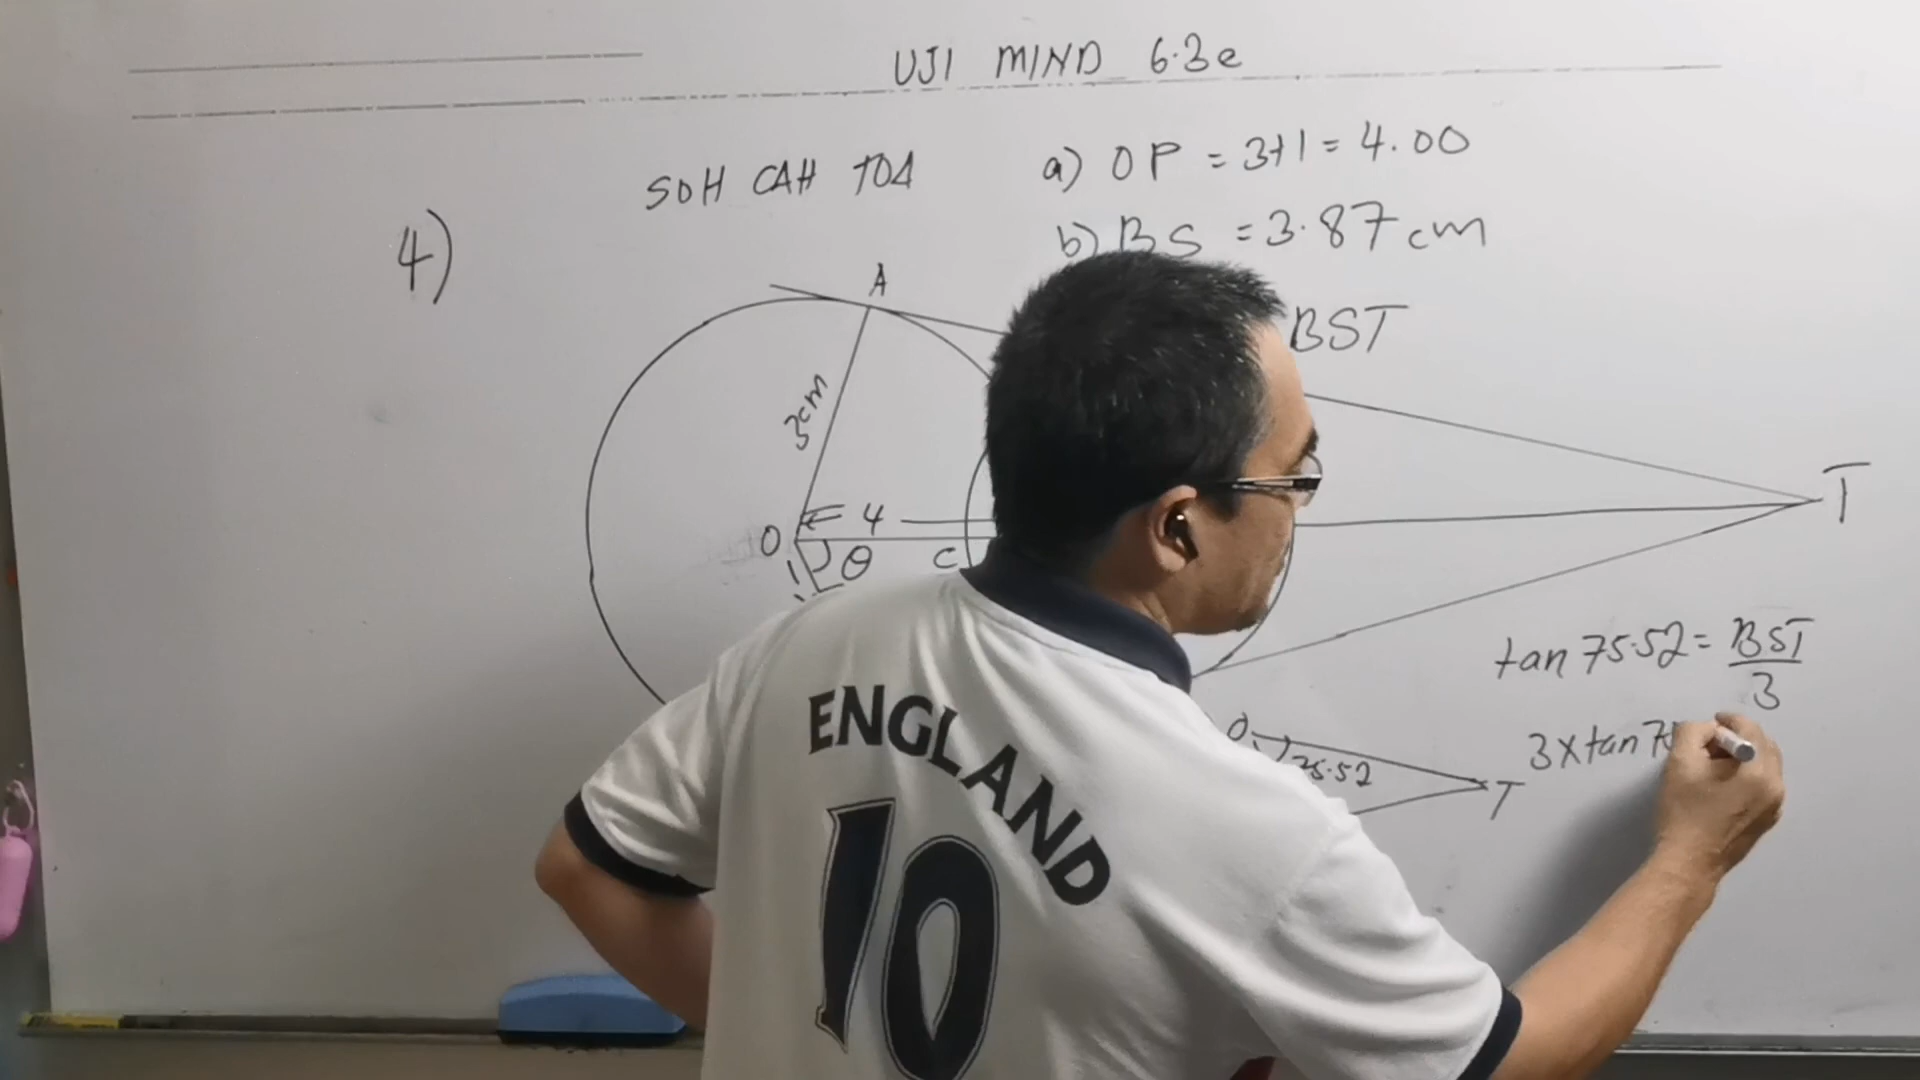 UJI MIND 6.3e
SOH CAH TOA
a) OP = 3+1 = 4.00
4)
b) BS = 3.87 cm
A
BST
3cm
4
T
O
θ
C
tan 75.52 = BST
3
O
75.52
T
3 x tan 7
ENGLAND
10